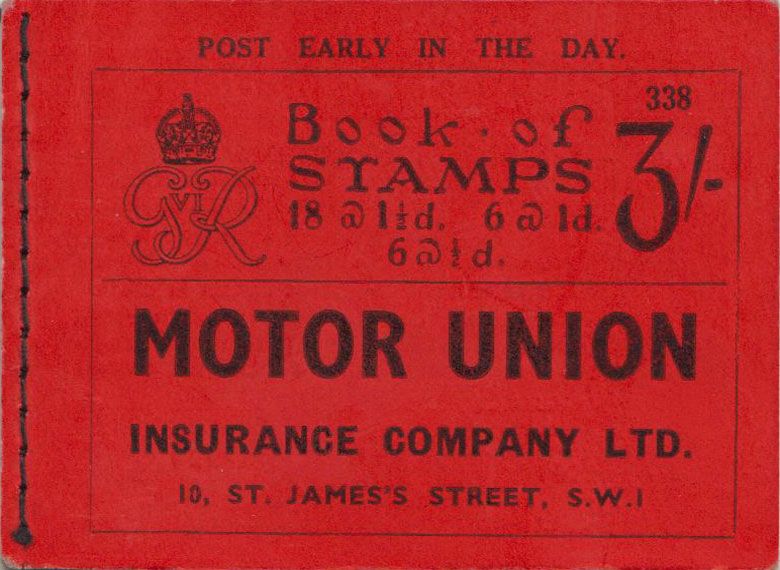 POST EARLY IN THE DAY.
338
GVIR
Book · of 3/-
STAMPS
18 @ 1½d. 6 @ 1d.
6 @ ½d.
MOTOR UNION
INSURANCE COMPANY LTD.
10, ST. JAMES'S STREET, S.W.1